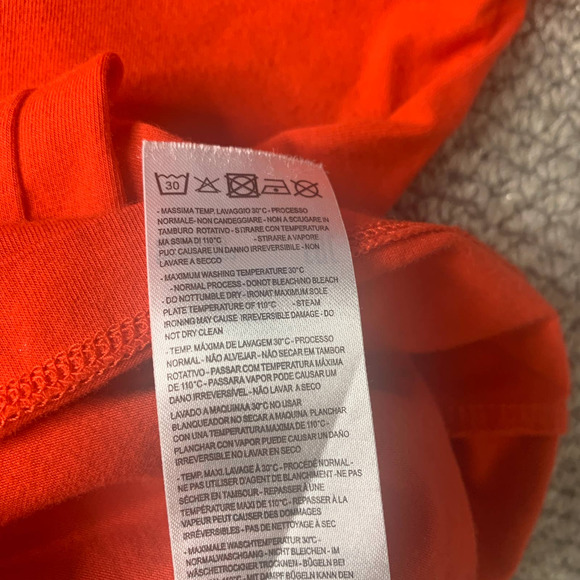 30
- MASSIMA TEMP. LAVAGGIO 30°C - PROCESSO
NORMALE- NON CANDEGGIARE - NON ASCIUGARE IN
TAMBURO ROTATIVO - STIRARE CON TEMPERATURA
MASSIMA DI 110°C - STIRARE A VAPORE
PUO' CAUSARE UN DANNO IRREVERSIBILE - NON
LAVARE A SECCO
- MAXIMUM WASHING TEMPERATURE 30°C
- NORMAL PROCESS - DONOT BLEACH/NO BLEACH
- DO NOT TUMBLE DRY - IRON AT MAXIMUM SOLE
PLATE TEMPERATURE OF 110°C - STEAM
IRONING MAY CAUSE IRREVERSIBLE DAMAGE - DO
NOT DRY CLEAN
- TEMP. MÁXIMA DE LAVAGEM 30°C - PROCESSO
NORMAL - NÃO ALVEJAR - NÃO SECAR EM TAMBOR
ROTATIVO - PASSAR COM TEMPERATURA MÁXIMA
DE 110°C - PASSAR A VAPOR PODE CAUSAR UM
DANO IRREVERSÍVEL - NÃO LAVAR A SECO
LAVADO A MAQUINA A 30°C NO USAR
BLANQUEADOR NO SECAR A MAQUINA PLANCHAR
CON UNA TEMPERATURA MAXIMA DE 110°C -
PLANCHAR CON VAPOR PUEDE CAUSAR UN DAÑO
IRREVERSIBLE NO LAVAR EN SECO
- TEMP. MAXI. LAVAGE À 30°C - PROCÉDÉ NORMAL -
NE PAS UTILISER D'AGENT DE BLANCHIMENT - NE PAS
SÉCHER EN TAMBOUR - REPASSER À UNE
TEMPÉRATURE MAXI DE 110°C - REPASSER À LA
VAPEUR PEUT CAUSER DES DOMMAGES
IRRÉVERSIBLES - PAS DE NETTOYAGE À SEC
- MAXIMALE WASCHTEMPERATUR 30°C -
NORMALWASCHGANG - NICHT BLEICHEN - IM
WÄSCHETROCKNER TROCKNEN - BÜGELN BEI
110°C - MIT DAMPF BÜGELN KANN DEN